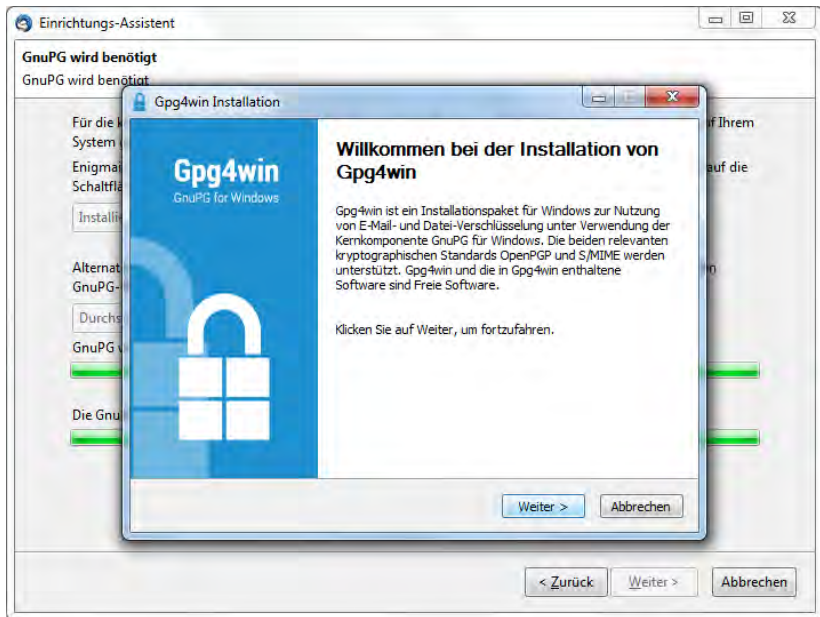 Einrichtungs-Assistent
GnuPG wird benötigt
GnuPG wird benötigt
Gpg4win Installation
Für die
f Ihrem
System
Enigmai
auf die
Schaltflä
Installie
Alternat
GnuPG-
Durchs
GnuPG
Die Gnu
Gpg4win
GnuPG for Windows
Willkommen bei der Installation von
Gpg4win
Gpg4win ist ein Installationspaket für Windows zur Nutzung
von E-Mail- und Datei-Verschlüsselung unter Verwendung der
Kernkomponente GnuPG für Windows. Die beiden relevanten
kryptographischen Standards OpenPGP und S/MIME werden
unterstützt. Gpg4win und die in Gpg4win enthaltene
Software sind Freie Software.
Klicken Sie auf Weiter, um fortzufahren.
Weiter >
Abbrechen
< Zurück
Weiter >
Abbrechen